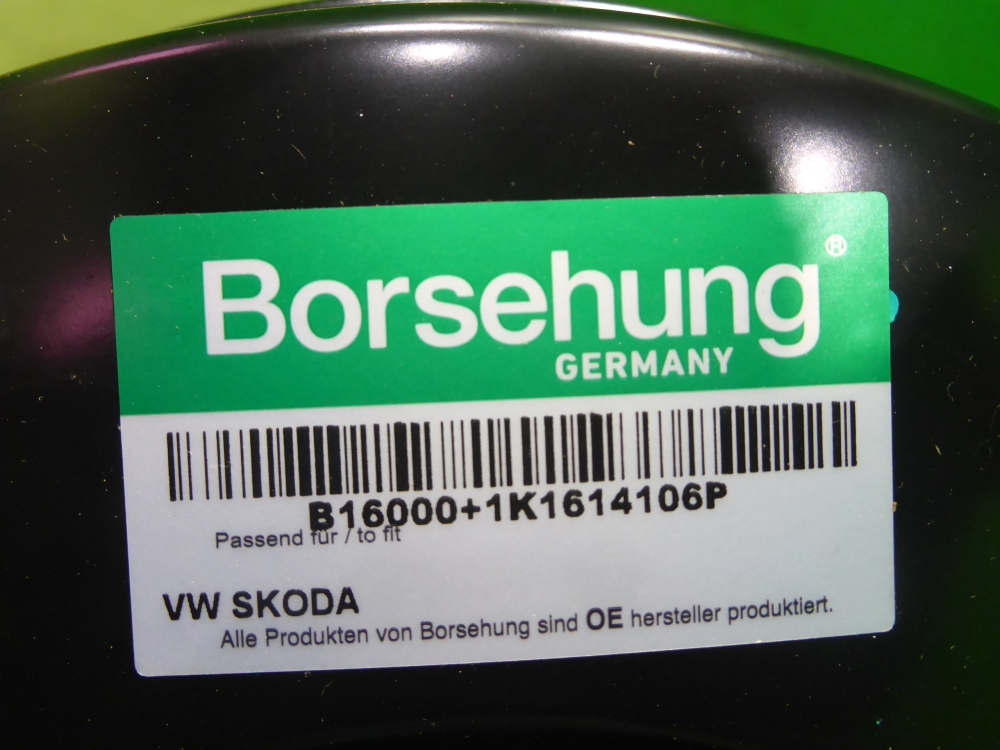 Borsehung®
GERMANY
B16000+1K1614106P
Passend für / to fit
VW SKODA
Alle Produkten von Borsehung sind OE hersteller produktiert.